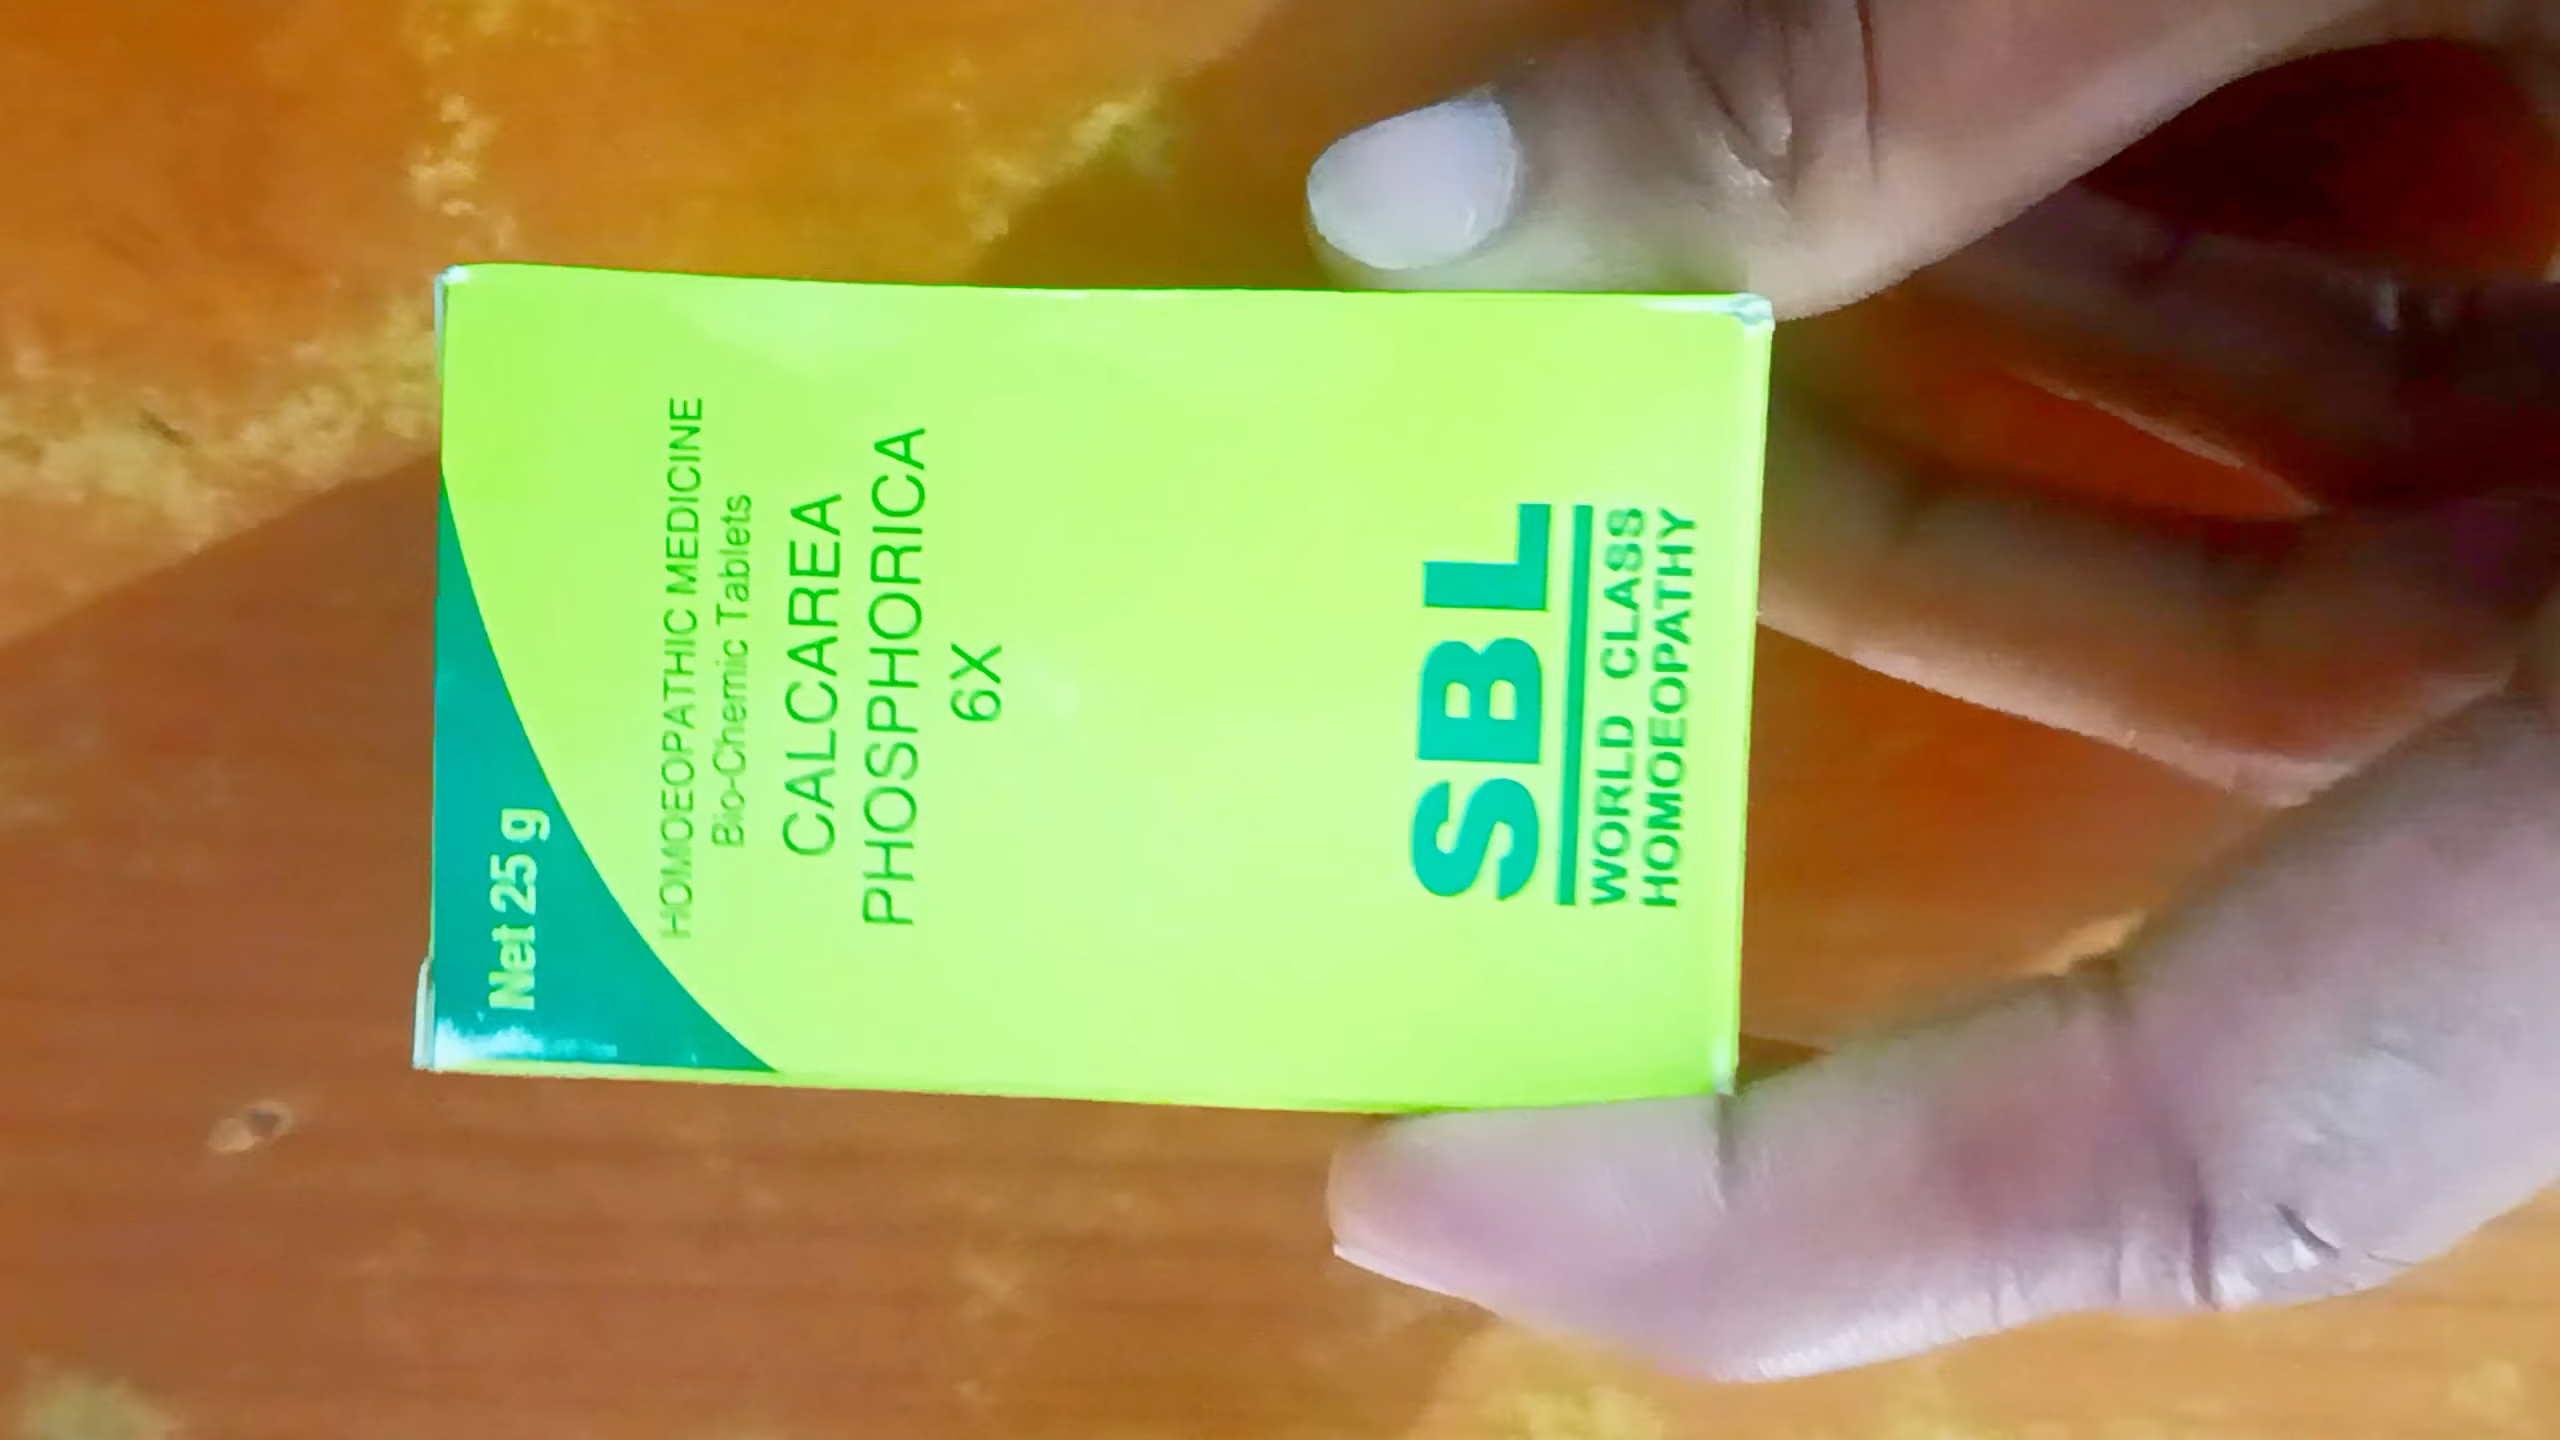 Net 25 g
HOMOEOPATHIC MEDICINE
Bio-Chemic Tablets
CALCAREA
PHOSPHORICA
6X
SBL
WORLD CLASS
HOMOEOPATHY